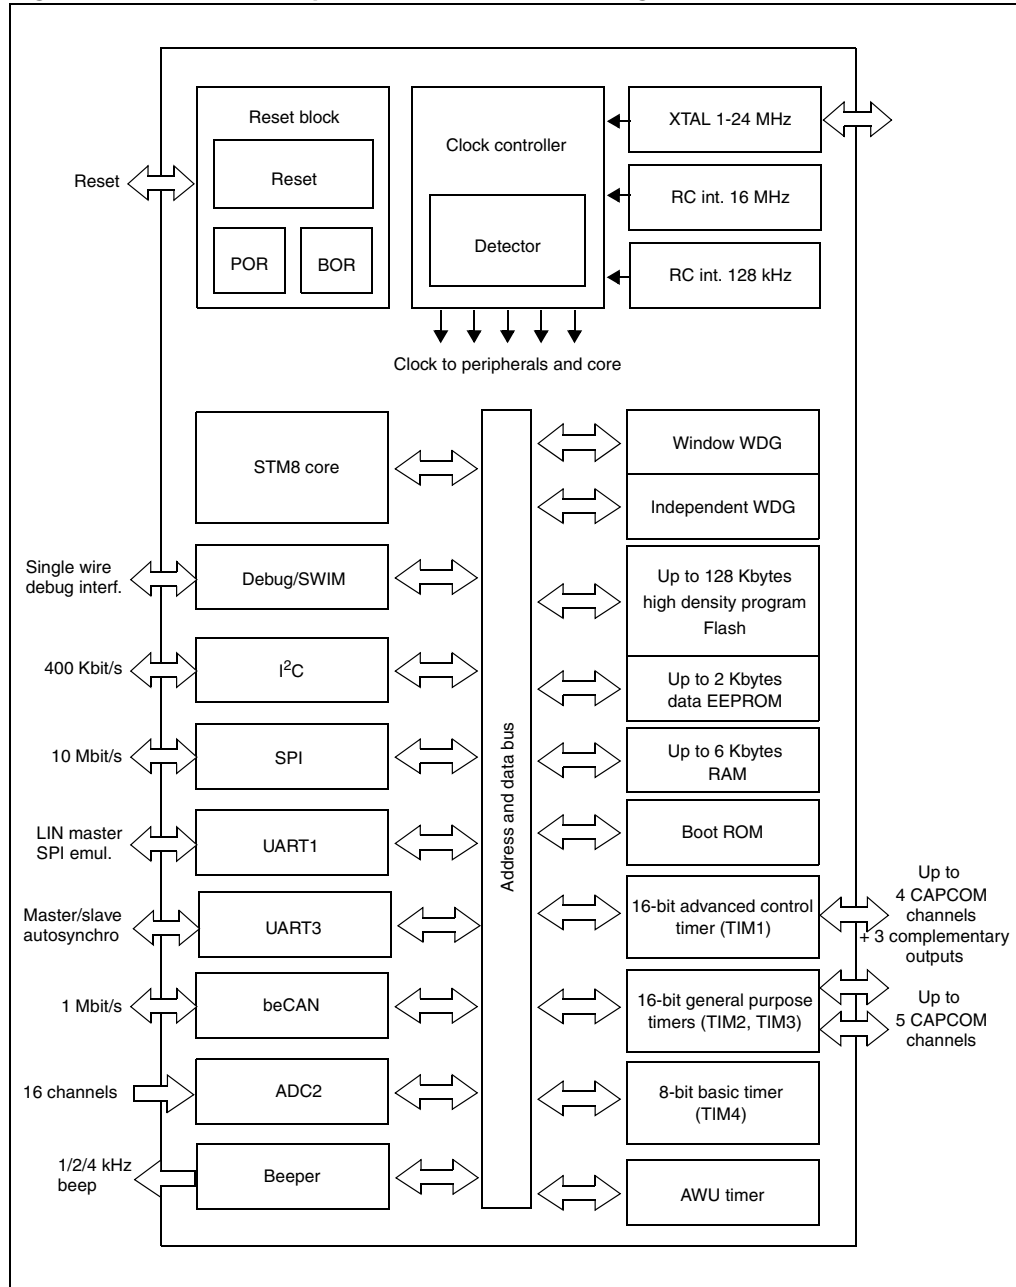 Reset block
Reset
POR
BOR
Reset
Clock controller
Detector
XTAL 1-24 MHz
RC int. 16 MHz
RC int. 128 kHz
Clock to peripherals and core
STM8 core
Single wire
debug interf.
Debug/SWIM
400 Kbit/s
I²C
10 Mbit/s
SPI
LIN master
SPI emul.
UART1
Master/slave
autosynchro
UART3
1 Mbit/s
beCAN
16 channels
ADC2
1/2/4 kHz
beep
Beeper
Address and data bus
Window WDG
Independent WDG
Up to 128 Kbytes
high density program
Flash
Up to 2 Kbytes
data EEPROM
Up to 6 Kbytes
RAM
Boot ROM
16-bit advanced control
timer (TIM1)
Up to
4 CAPCOM
channels
+ 3 complementary
outputs
16-bit general purpose
timers (TIM2, TIM3)
Up to
5 CAPCOM
channels
8-bit basic timer
(TIM4)
AWU timer